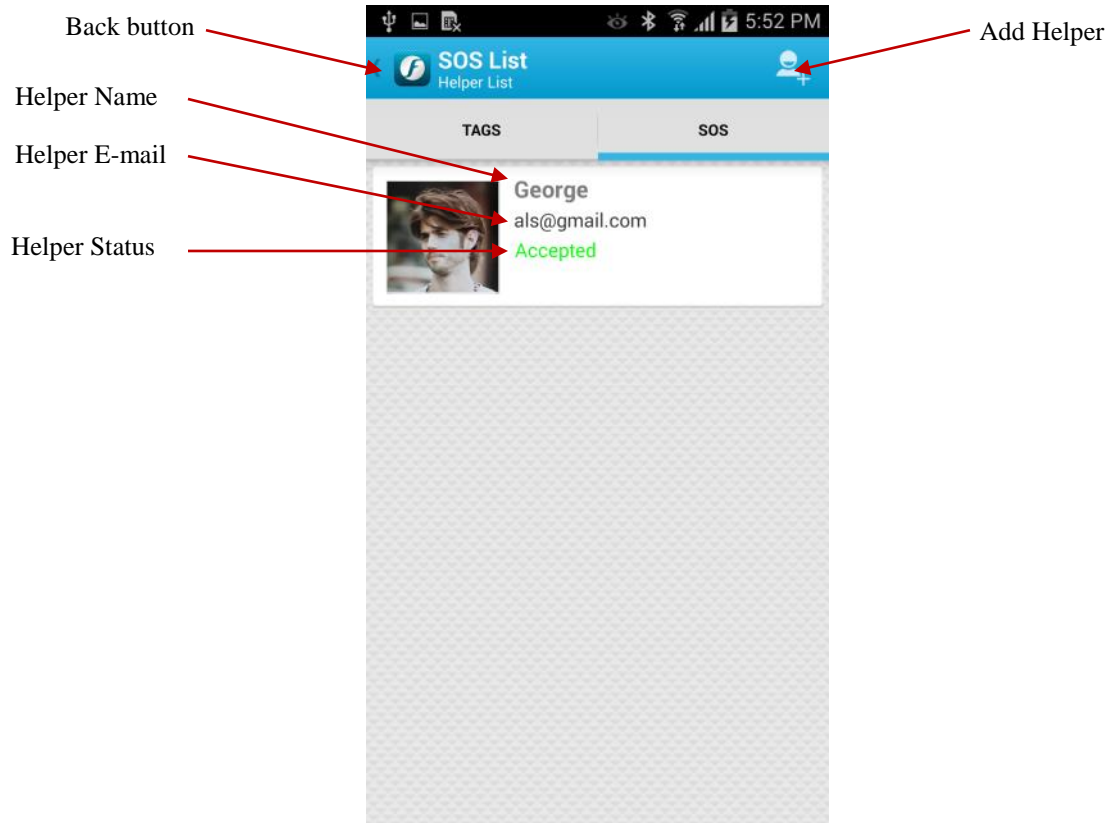 Back button
5:52 PM
Add Helper
SOS List
Helper List
Helper Name
TAGS
SOS
Helper E-mail
George
als@gmail.com
Helper Status
Accepted